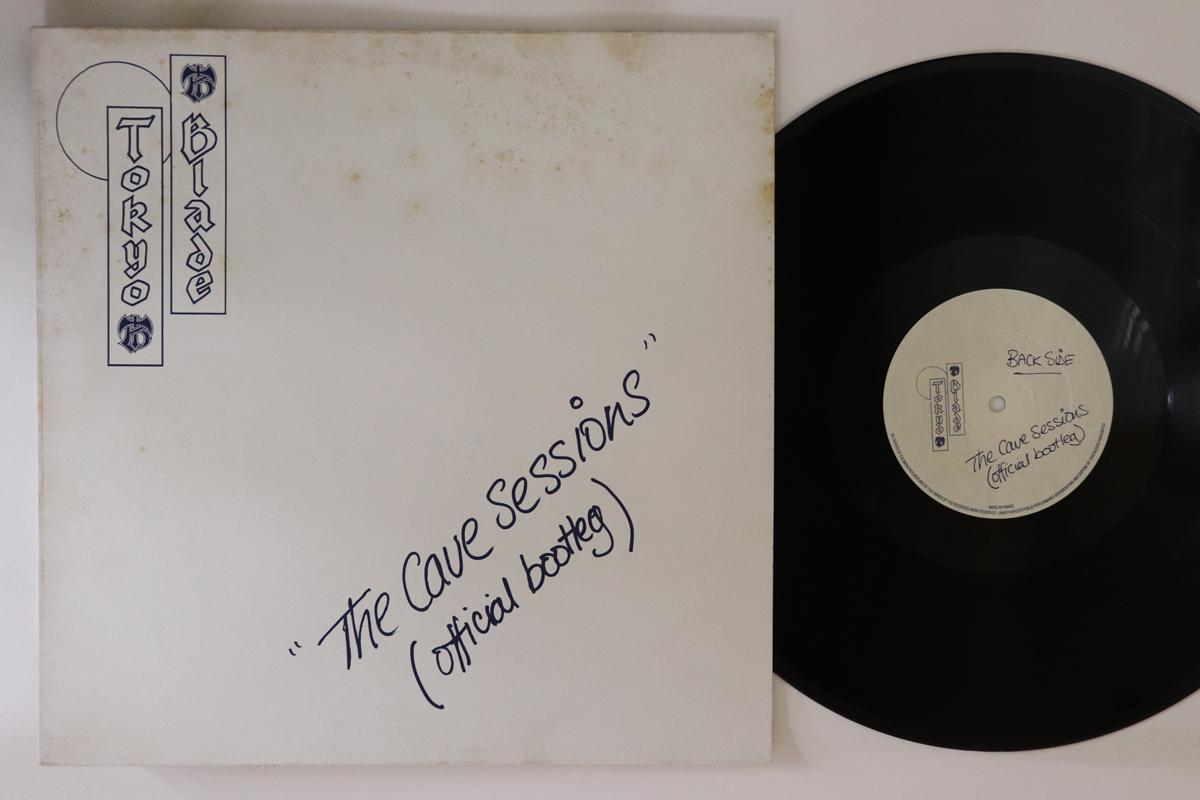 Tokyo
Blade
"The Cave Sessions"
(official bootleg)
BACK SIDE
Tokyo
Blade
The Cave Sessions
(official bootleg)
MADE IN FRANCE